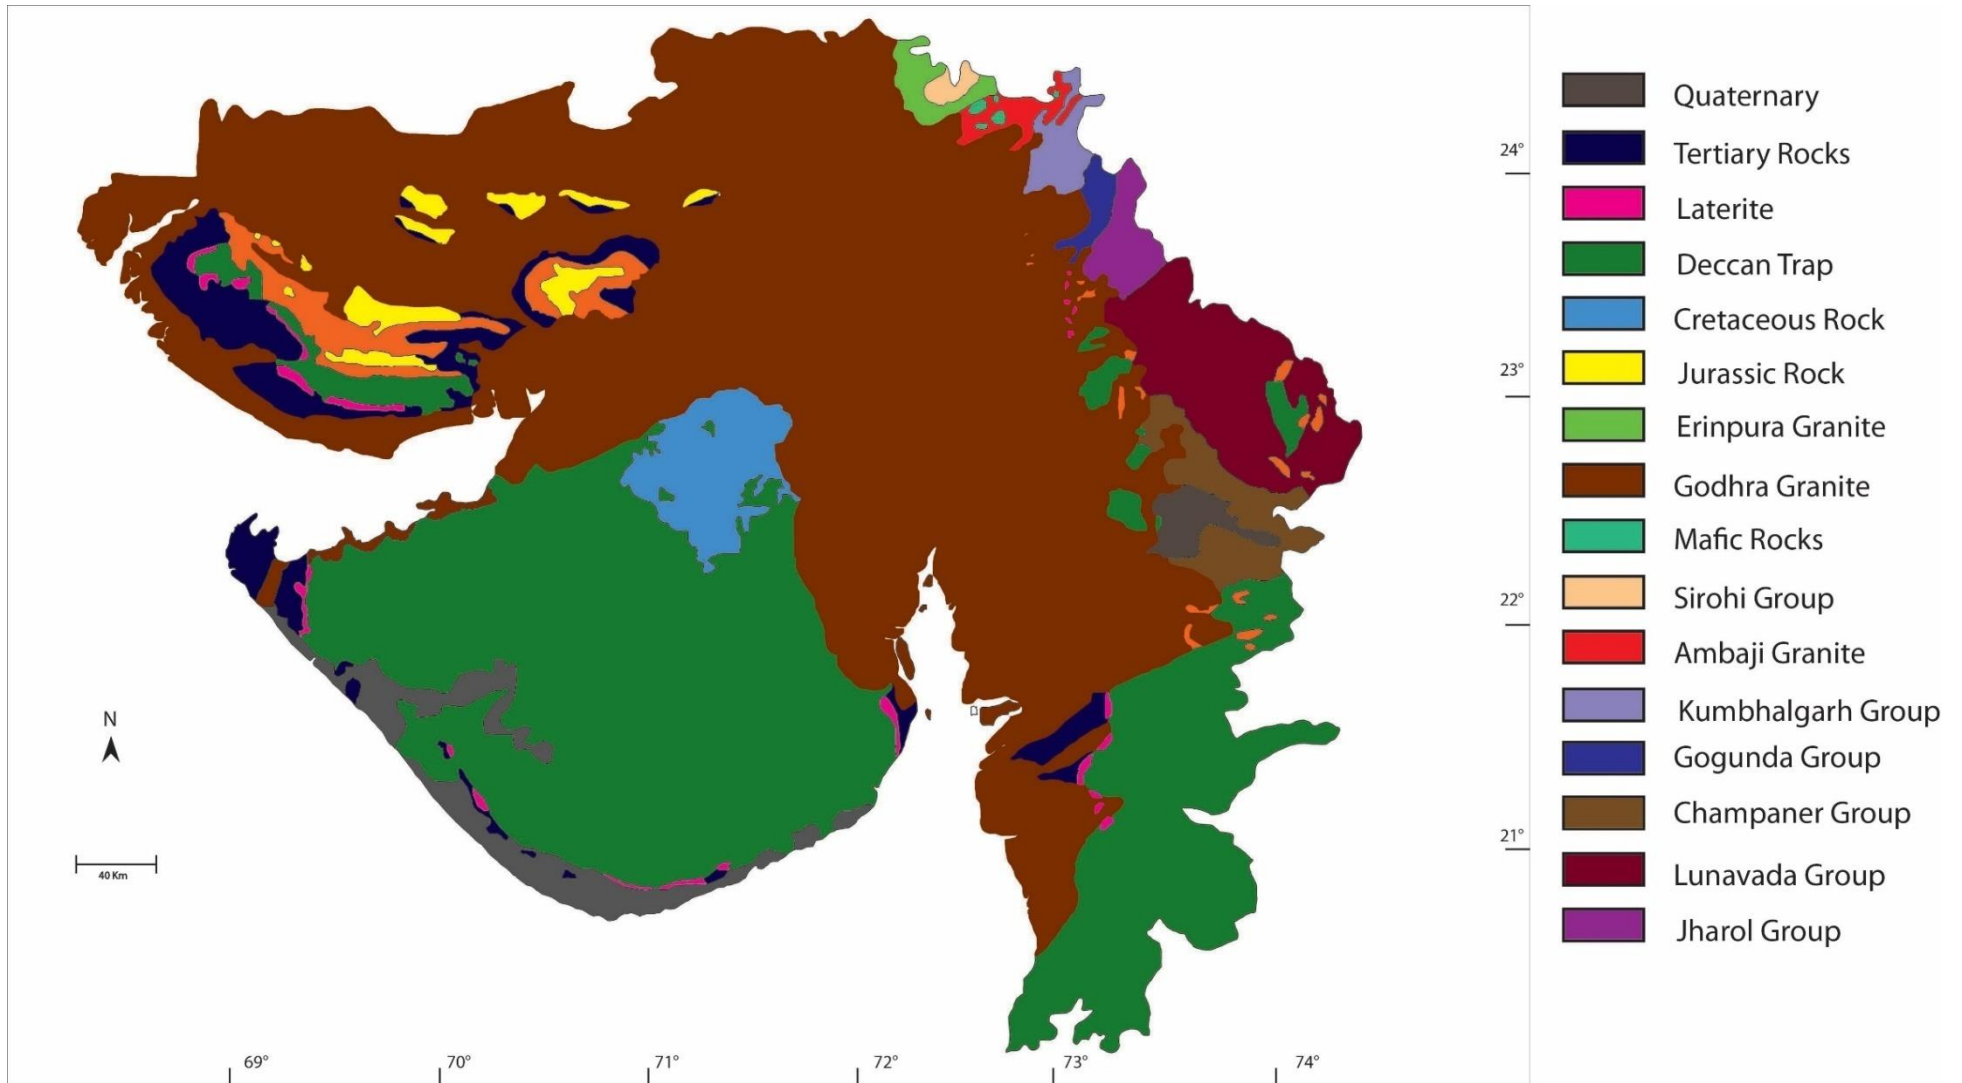 Quaternary
Tertiary Rocks
Laterite
Deccan Trap
Cretaceous Rock
Jurassic Rock
Erinpura Granite
Godhra Granite
Mafic Rocks
Sirohi Group
Ambaji Granite
Kumbhalgarh Group
Gogunda Group
Champaner Group
Lunavada Group
Jharol Group
24°
23°
22°
21°
N
40 Km
69°
70°
71°
72°
73°
74°